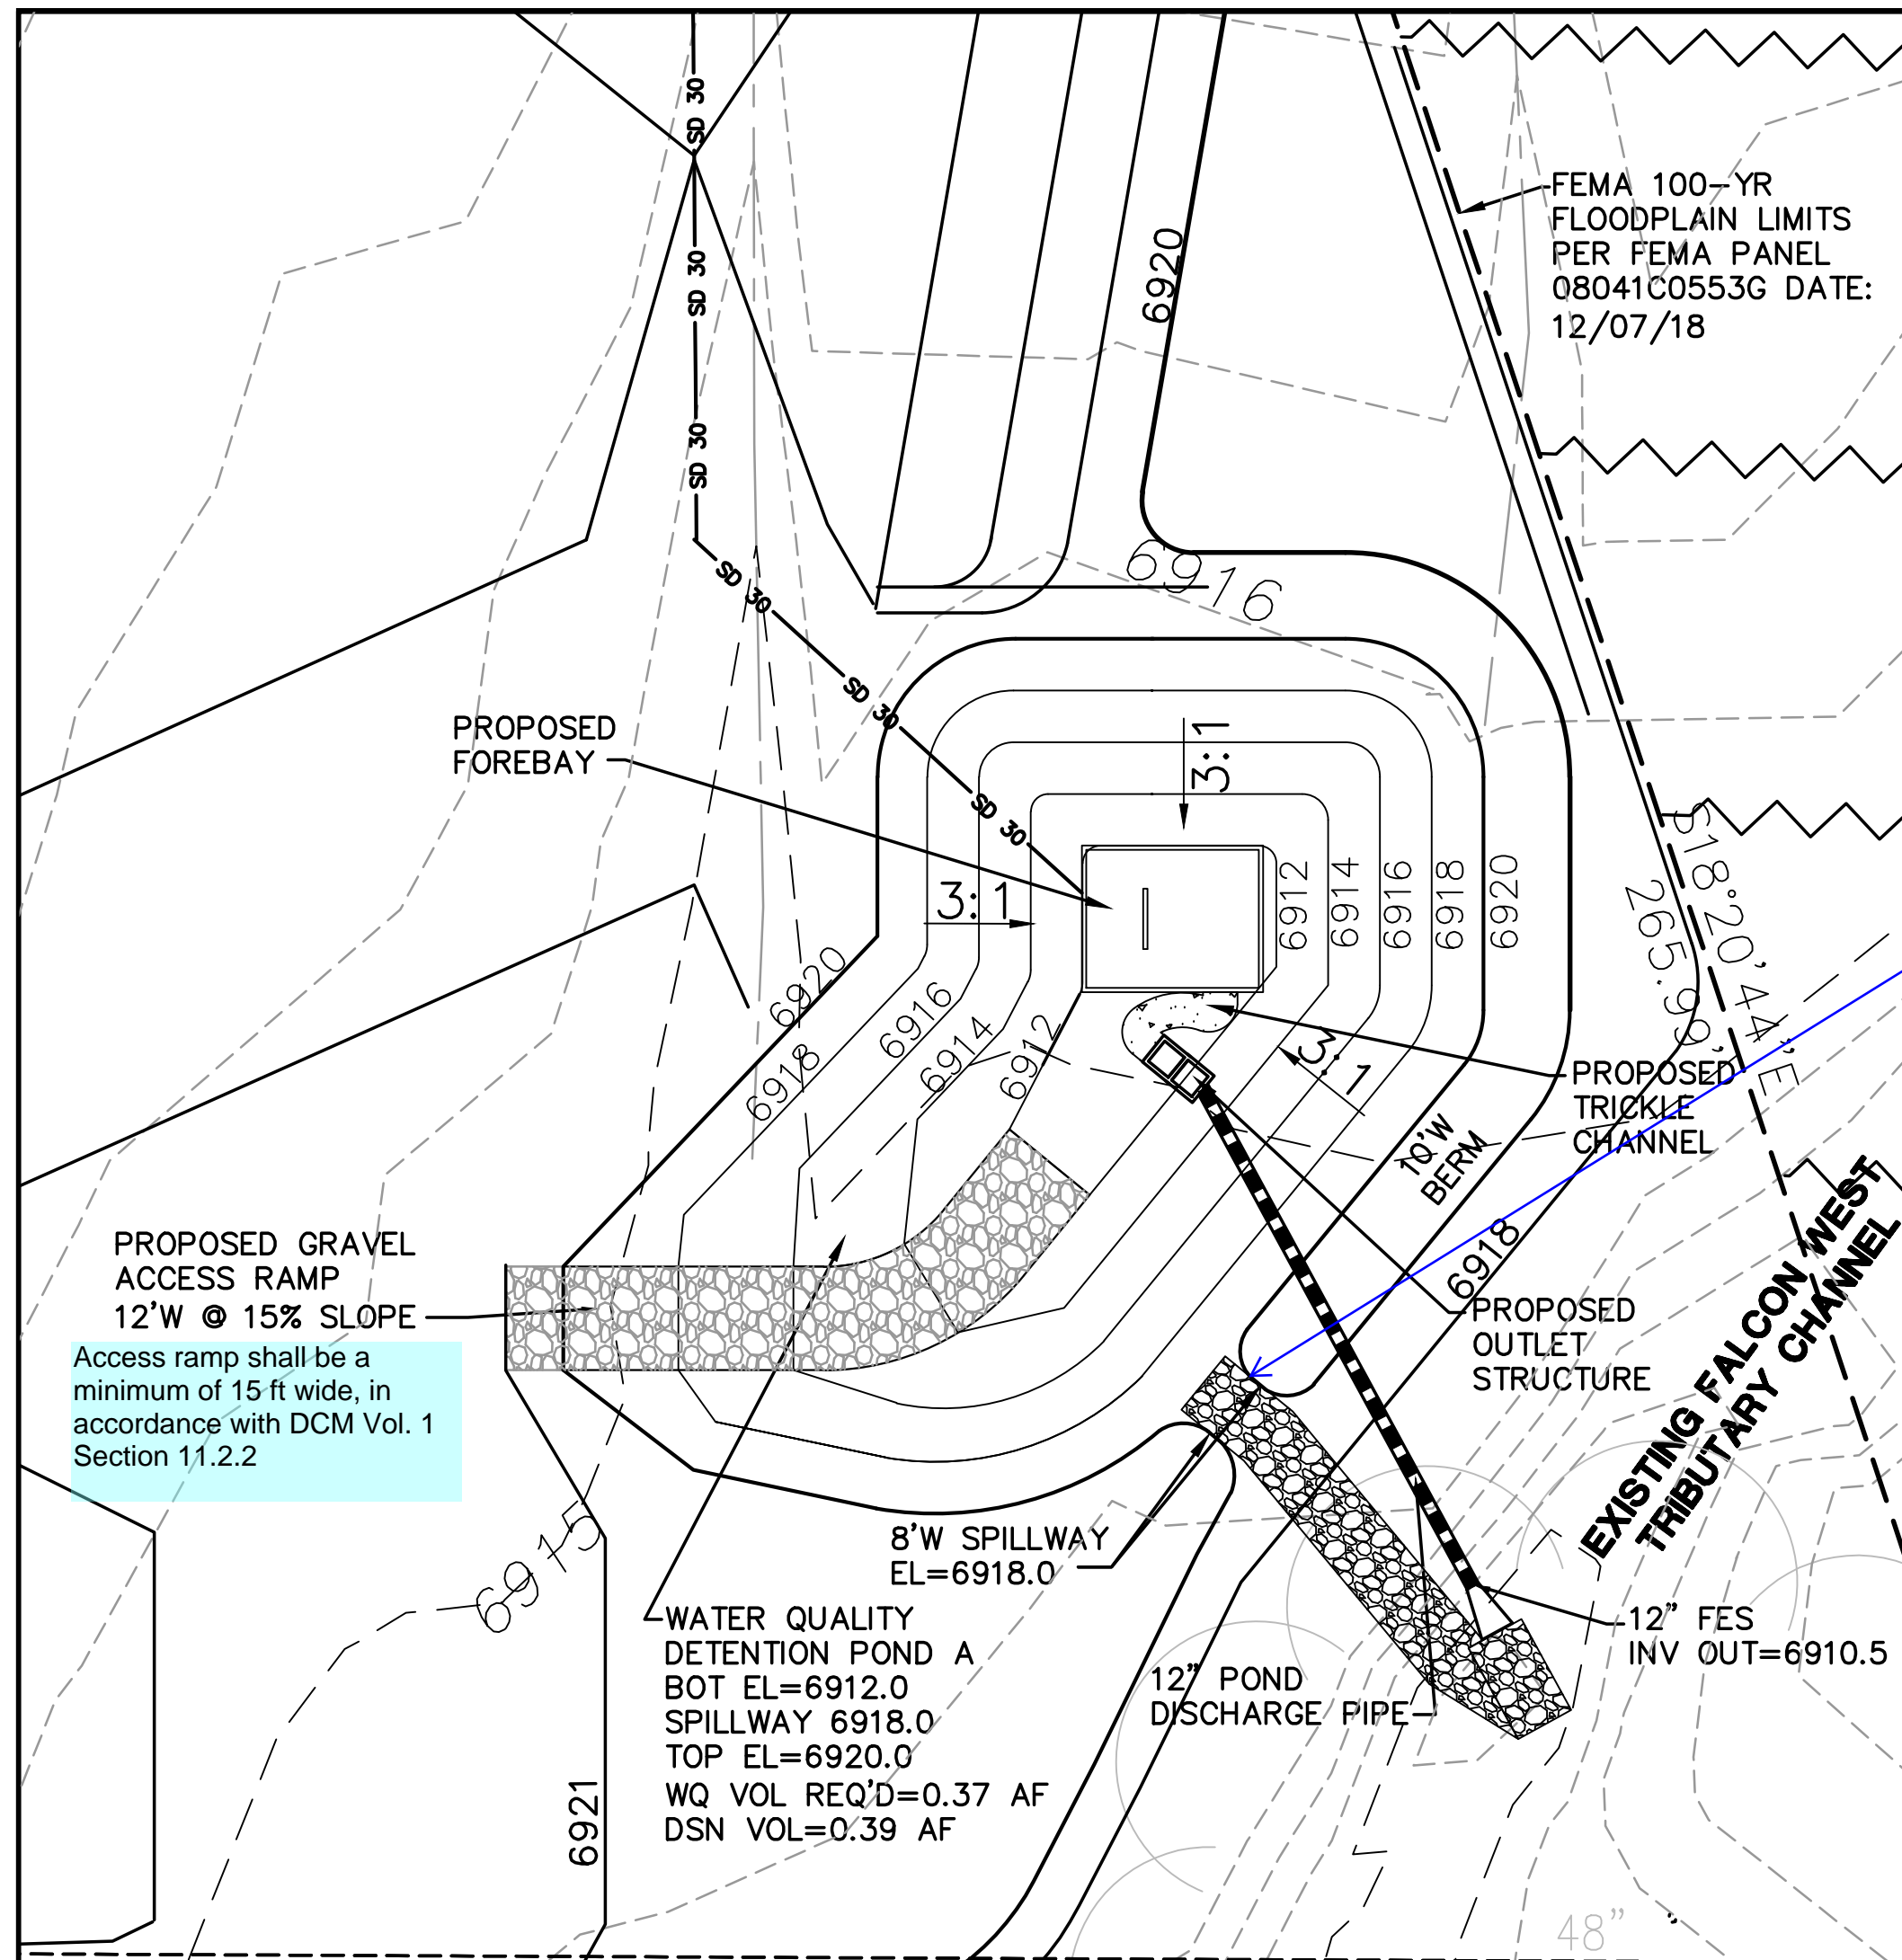 SD 30
SD 30
SD 30
SD 30
SD 30
SD 30
6920
FEMA 100-YR
FLOODPLAIN LIMITS
PER FEMA PANEL
08041C0553G DATE:
12/07/18
6916
PROPOSED
FOREBAY
3:1
3:1
3:1
6912
6914
6916
6918
6920
S18°20'44"E
265.99'
6920
6918
6916
6914
6912
PROPOSED
TRICKLE
CHANNEL
10'W
BERM
6918
PROPOSED
OUTLET
STRUCTURE
EXISTING FALCON WEST
TRIBUTARY CHANNEL
PROPOSED GRAVEL
ACCESS RAMP
12'W @ 15% SLOPE
Access ramp shall be a
minimum of 15 ft wide, in
accordance with DCM Vol. 1
Section 11.2.2
6915
8'W SPILLWAY
EL=6918.0
WATER QUALITY
DETENTION POND A
BOT EL=6912.0
SPILLWAY 6918.0
TOP EL=6920.0
WQ VOL REQ'D=0.37 AF
DSN VOL=0.39 AF
12" POND
DISCHARGE PIPE
12" FES
INV OUT=6910.5
6921
48"